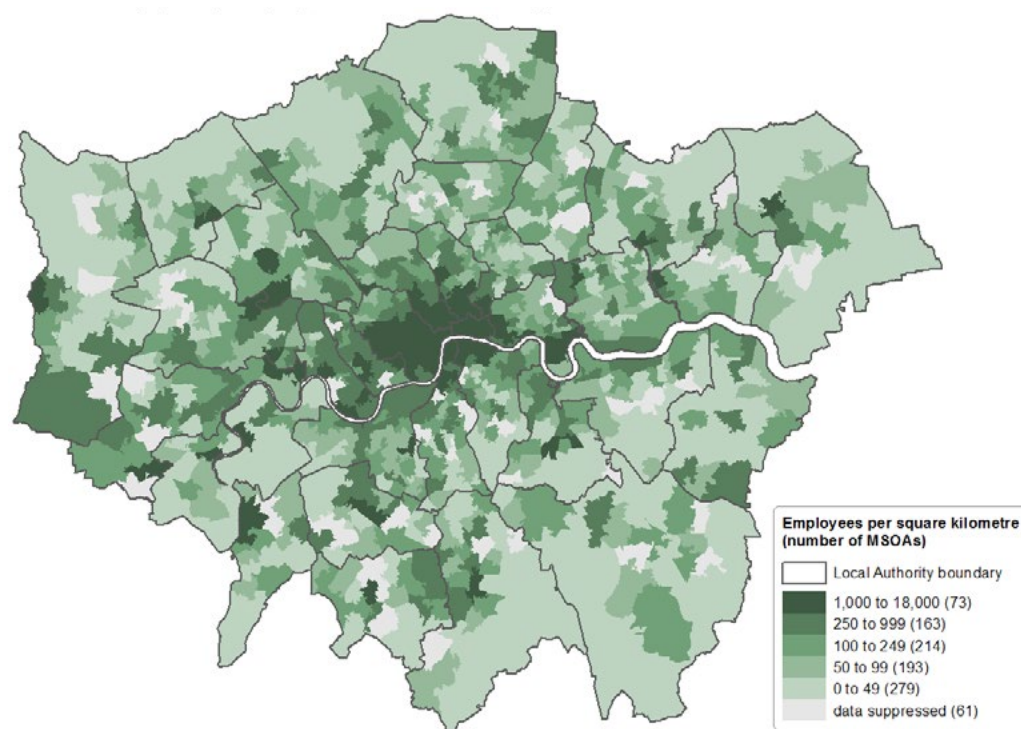 Employees per square kilometre
(number of MSOAs)
Local Authority boundary
1,000 to 18,000 (73)
250 to 999 (163)
100 to 249 (214)
50 to 99 (193)
0 to 49 (279)
data suppressed (61)